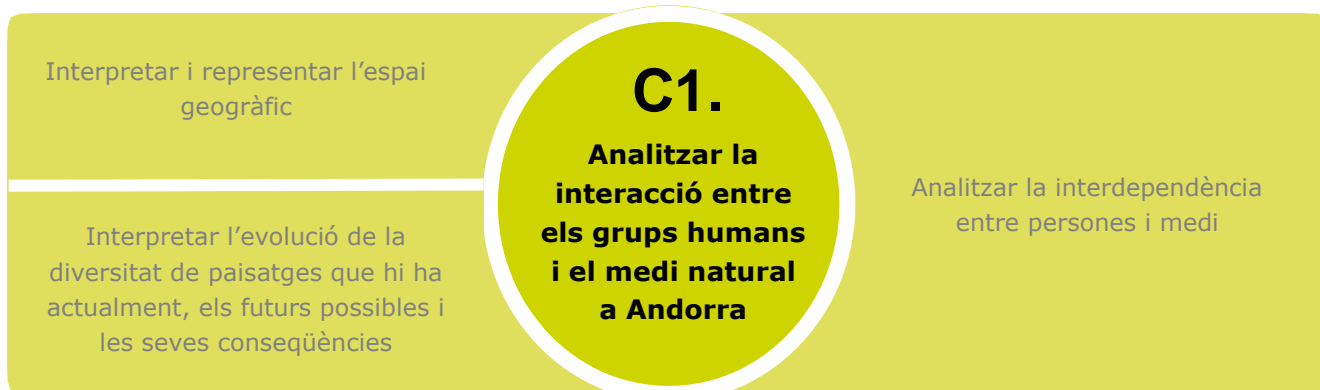 Interpretar i representar l’espai
geogràfic
Interpretar l’evolució de la
diversitat de paisatges que hi ha
actualment, els futurs possibles i
les seves conseqüències
C1.
Analitzar la
interacció entre
els grups humans
i el medi natural
a Andorra
Analitzar la interdependència
entre persones i medi